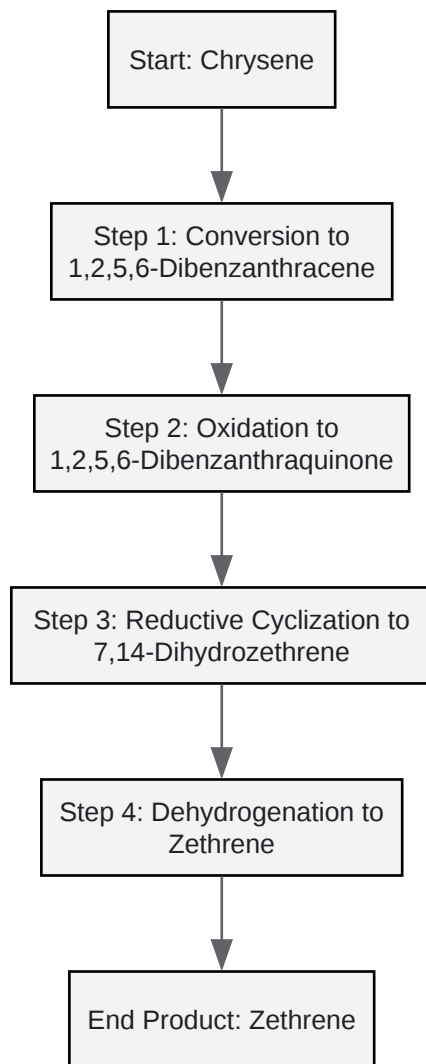 Start: Chrysene
Step 1: Conversion to
1,2,5,6-Dibenzanthracene
Step 2: Oxidation to
1,2,5,6-Dibenzanthraquinone
Step 3: Reductive Cyclization to
7,14-Dihydrozethrene
Step 4: Dehydrogenation to
Zethrene
End Product: Zethrene